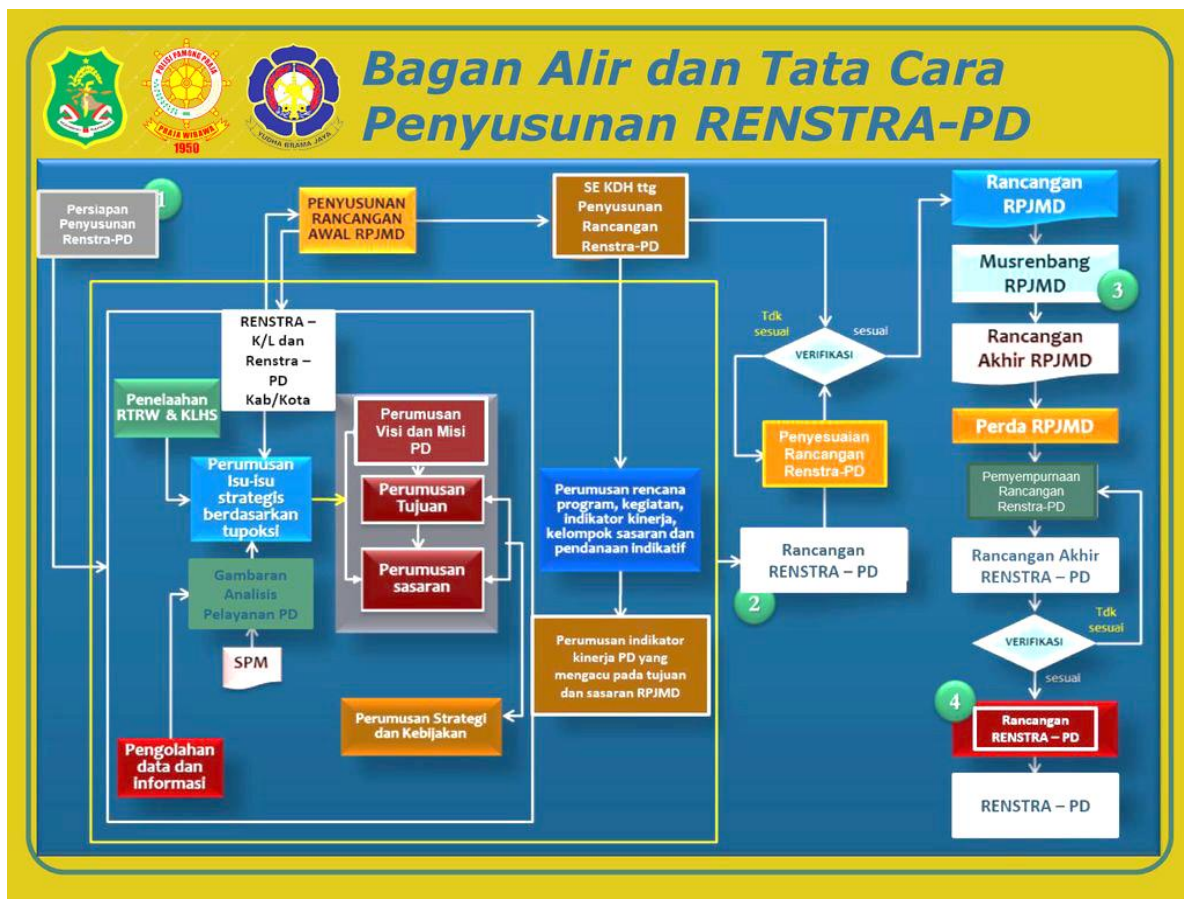 Bagan Alir dan Tata Cara
Penyusunan RENSTRA-PD
POLISI PAMONG PRAJA
PRAJA WIBAWA
1950
YUDHA BRAMA JAYA
1
Persiapan
Penyusunan
Renstra-PD
PENYUSUNAN
RANCANGAN
AWAL RPJMD
SE KDH ttg
Penyusunan
Rancangan
Renstra-PD
RENSTRA –
K/L dan
Renstra –
PD
Kab/Kota
Penelaahan
RTRW & KLHS
Perumusan
Isu-isu
strategis
berdasarkan
tupoksi
Gambaran
Analisis
Pelayanan PD
SPM
Pengolahan
data dan
informasi
Perumusan
Visi dan Misi
PD
Perumusan
Tujuan
Perumusan
sasaran
Perumusan Strategi
dan Kebijakan
Perumusan rencana
program, kegiatan,
indikator kinerja,
kelompok sasaran dan
pendanaan indikatif
Perumusan indikator
kinerja PD yang
mengacu pada tujuan
dan sasaran RPJMD
Tdk
sesuai
sesuai
VERIFIKASI
Penyesuaian
Rancangan
Renstra-PD
Rancangan
RENSTRA – PD
2
Rancangan
RPJMD
Musrenbang
RPJMD
3
Rancangan
Akhir RPJMD
Perda RPJMD
Pemyempurnaan
Rancangan
Renstra-PD
Rancangan Akhir
RENSTRA – PD
Tdk
sesuai
VERIFIKASI
sesuai
4
Rancangan
RENSTRA – PD
RENSTRA – PD